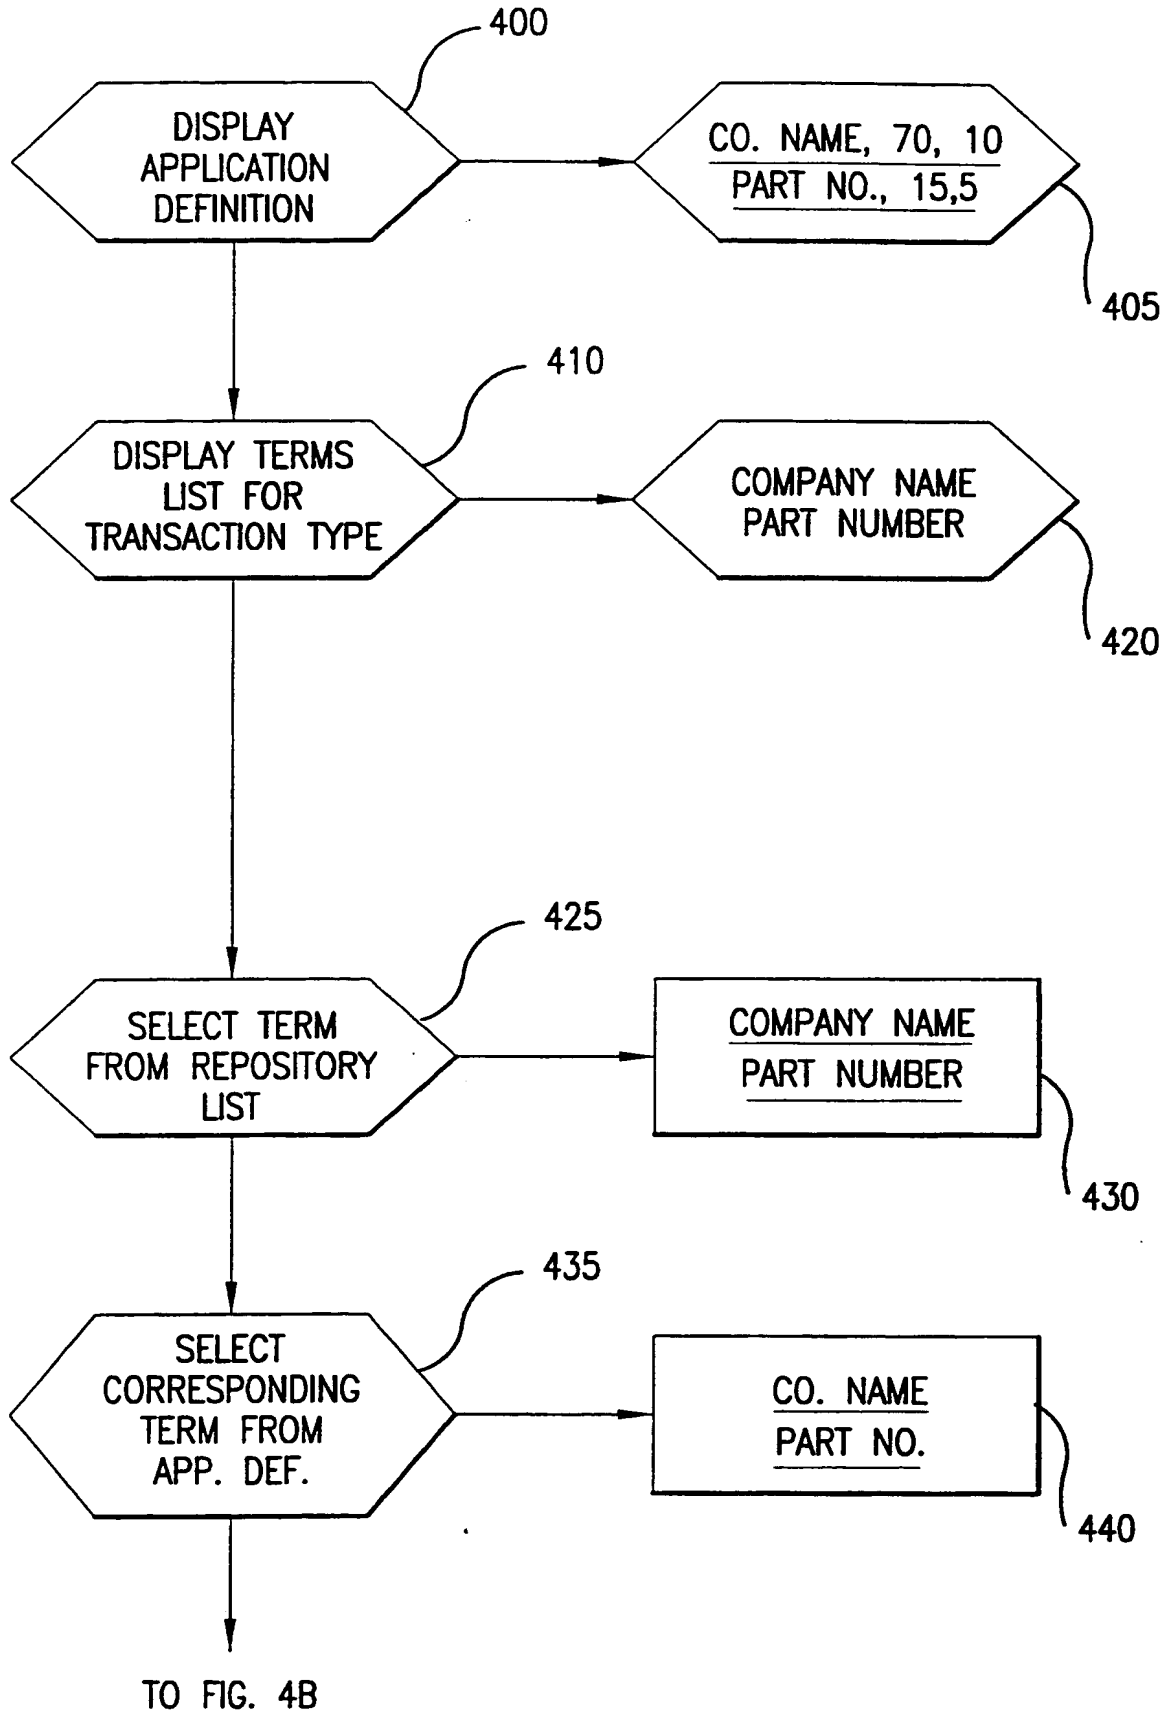 400
DISPLAY
APPLICATION
DEFINITION
CO. NAME, 70, 10
PART NO., 15,5
405
410
DISPLAY TERMS
LIST FOR
TRANSACTION TYPE
COMPANY NAME
PART NUMBER
420
425
SELECT TERM
FROM REPOSITORY
LIST
COMPANY NAME
PART NUMBER
430
435
SELECT
CORRESPONDING
TERM FROM
APP. DEF.
CO. NAME
PART NO.
440
TO FIG. 4B